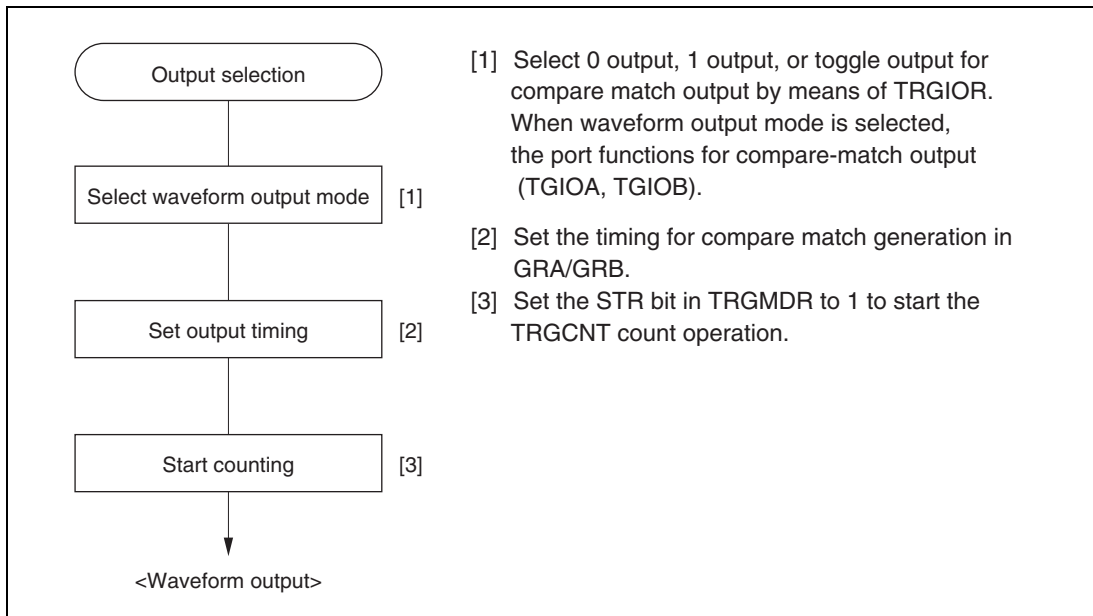 Output selection
Select waveform output mode [1]
Set output timing [2]
Start counting [3]
<Waveform output>
[1] Select 0 output, 1 output, or toggle output for
compare match output by means of TRGIOR.
When waveform output mode is selected,
the port functions for compare-match output
(TGIOA, TGIOB).
[2] Set the timing for compare match generation in
GRA/GRB.
[3] Set the STR bit in TRGMDR to 1 to start the
TRGCNT count operation.